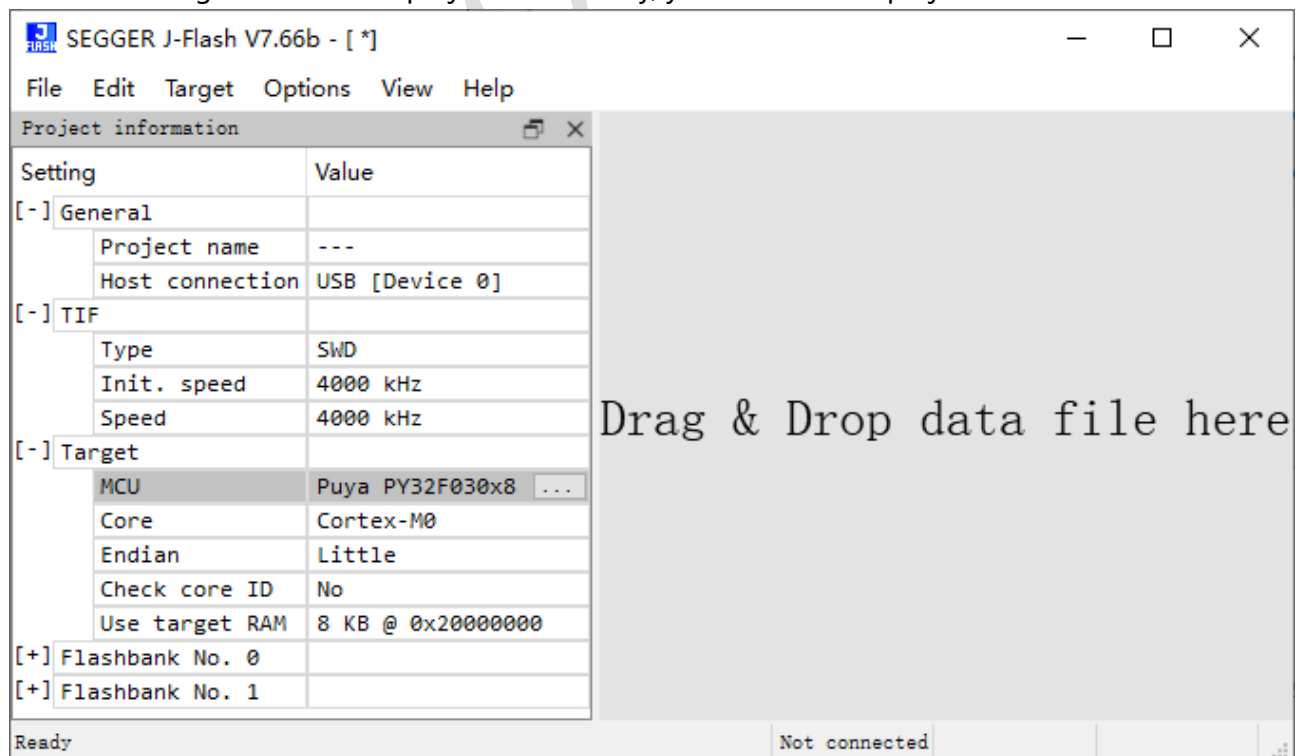 SEGGER J-Flash V7.66b - [ *]
File Edit Target Options View Help
Project information
Setting Value
[-] General
Project name ---
Host connection USB [Device 0]
[-] TIF
Type SWD
Init. speed 4000 kHz
Speed 4000 kHz
Drag & Drop data file here
[-] Target
MCU Puya PY32F030x8 ...
Core Cortex-M0
Endian Little
Check core ID No
Use target RAM 8 KB @ 0x20000000
[+] Flashbank No. 0
[+] Flashbank No. 1
Ready Not connected